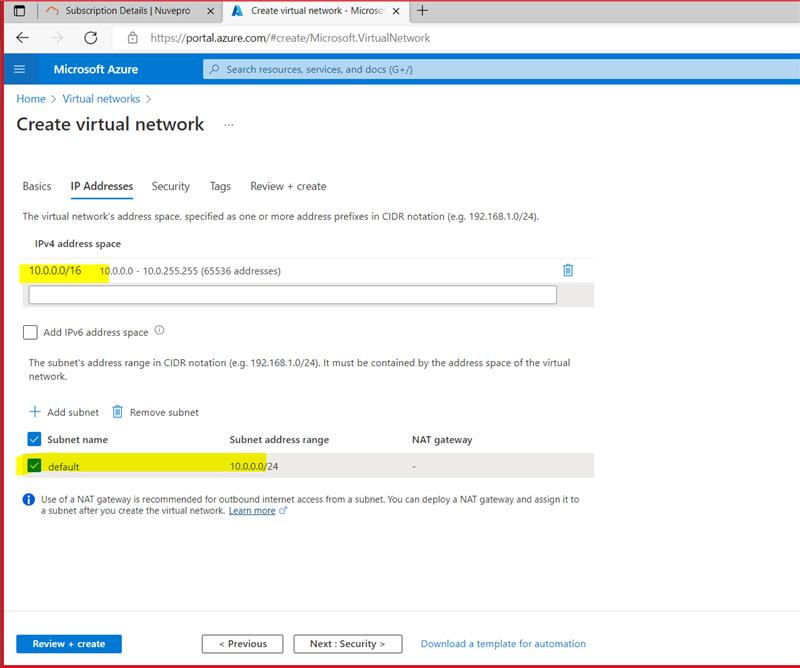 Subscription Details | Nuvepro
Create virtual network - Microsof
https://portal.azure.com/#create/Microsoft.VirtualNetwork
Microsoft Azure
Search resources, services, and docs (G+/)
Home > Virtual networks >
Create virtual network ...
Basics IP Addresses Security Tags Review + create
The virtual network's address space, specified as one or more address prefixes in CIDR notation (e.g. 192.168.1.0/24).
IPv4 address space
10.0.0.0/16 10.0.0.0 - 10.0.255.255 (65536 addresses)
Add IPv6 address space
The subnet's address range in CIDR notation (e.g. 192.168.1.0/24). It must be contained by the address space of the virtual
network.
+ Add subnet Remove subnet
Subnet name Subnet address range NAT gateway
default 10.0.0.0/24 -
Use of a NAT gateway is recommended for outbound internet access from a subnet. You can deploy a NAT gateway and assign it to
a subnet after you create the virtual network. Learn more
Review + create < Previous Next : Security > Download a template for automation